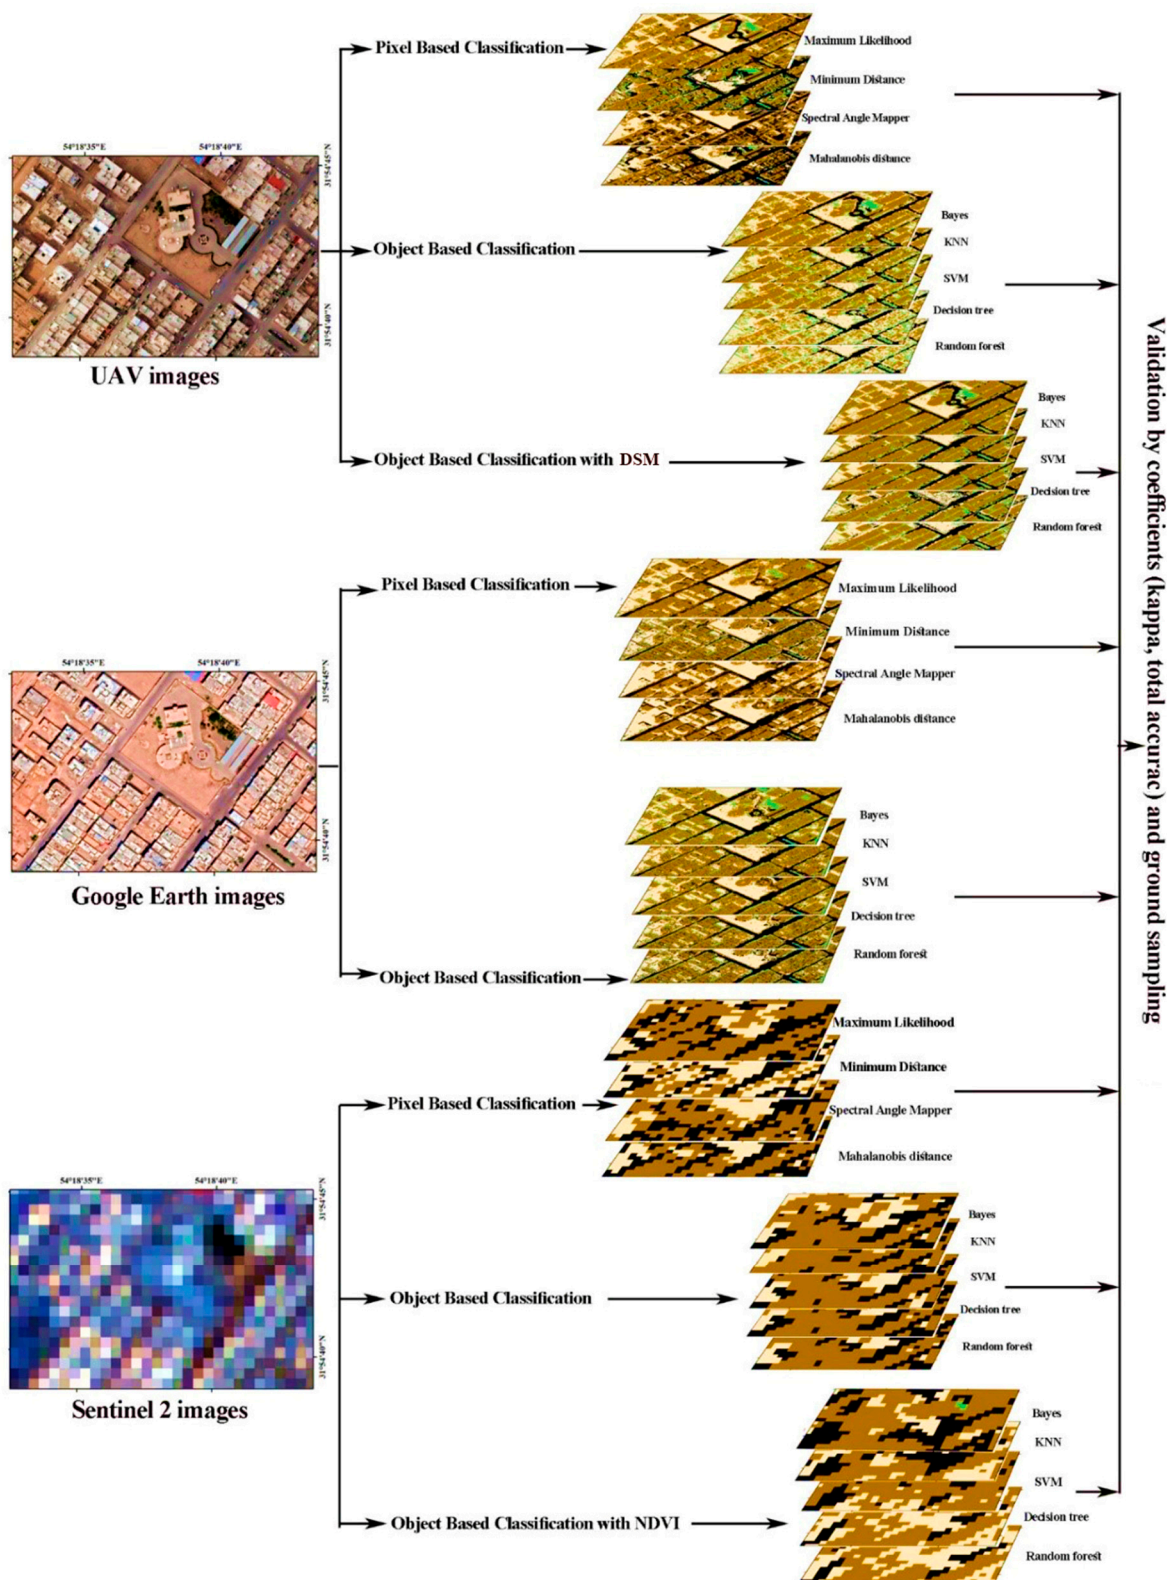 Pixel Based Classification
Maximum Likelihood
Minimum Distance
Spectral Angle Mapper
Mahalanobis distance
54°18'35"E
54°18'40"E
31°54'45"N
31°54'40"N
UAV images
Object Based Classification
Bayes
KNN
SVM
Decision tree
Random forest
Object Based Classification with DSM
Bayes
KNN
SVM
Decision tree
Random forest
Pixel Based Classification
Maximum Likelihood
Minimum Distance
Spectral Angle Mapper
Mahalanobis distance
54°18'35"E
54°18'40"E
31°54'45"N
31°54'40"N
Google Earth images
Bayes
KNN
SVM
Decision tree
Random forest
Object Based Classification
Maximum Likelihood
Minimum Distance
Pixel Based Classification
Spectral Angle Mapper
Mahalanobis distance
54°18'35"E
54°18'40"E
31°54'45"N
31°54'40"N
Sentinel 2 images
Object Based Classification
Bayes
KNN
SVM
Decision tree
Random forest
Object Based Classification with NDVI
Bayes
KNN
SVM
Decision tree
Random forest
Validation by coefficients (kappa, total accurac) and ground sampling